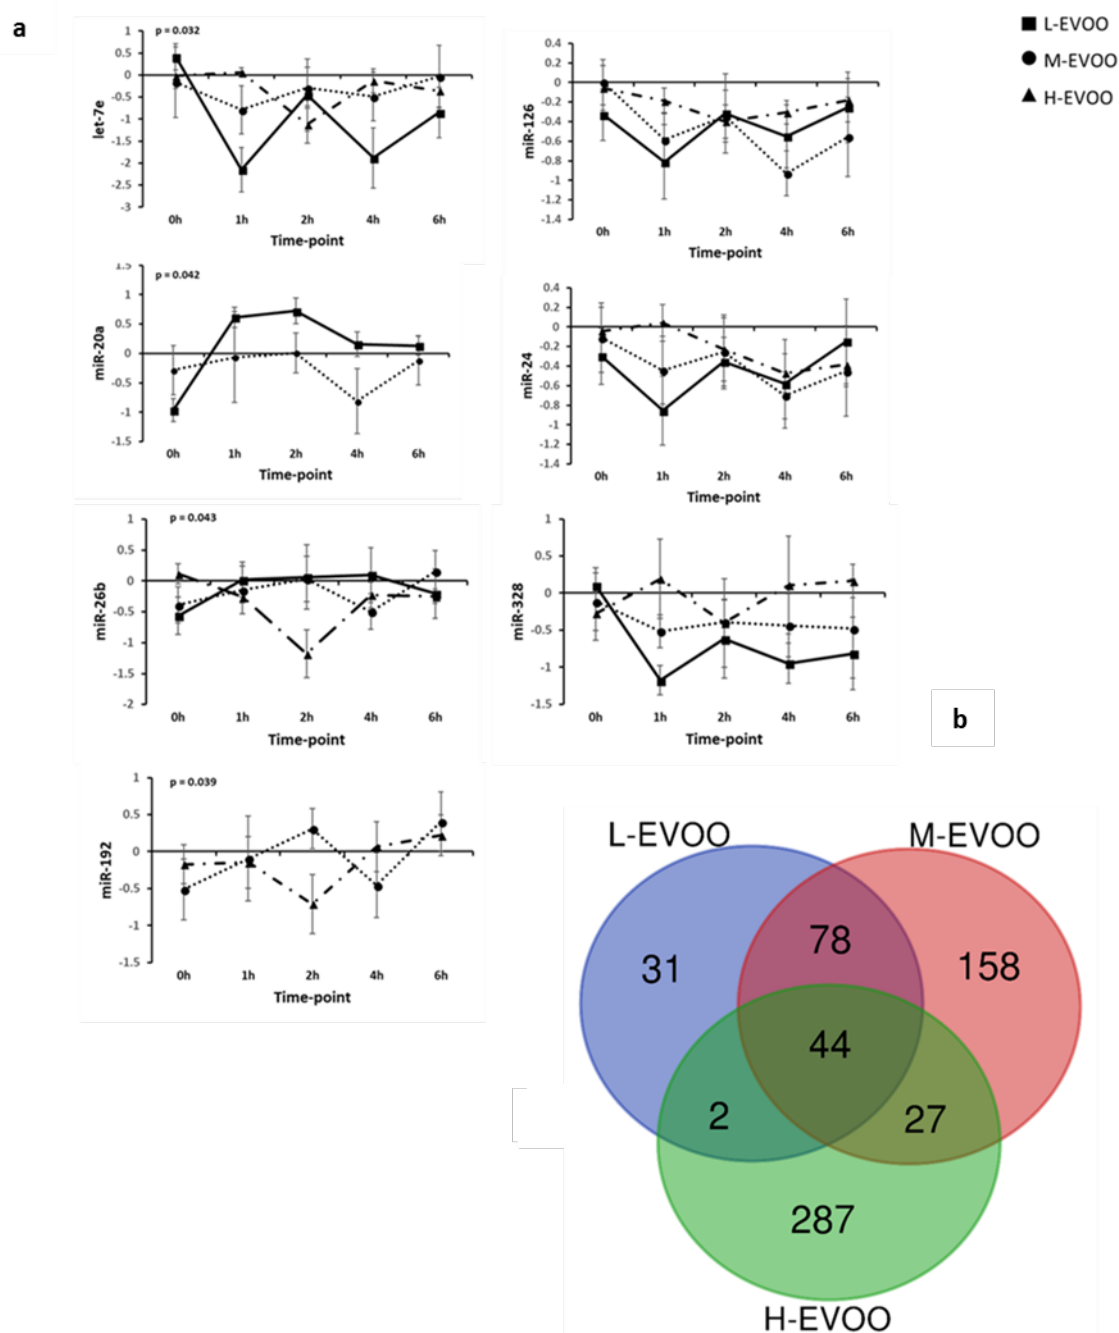 a
L-EVOO
M-EVOO
H-EVOO
p = 0.032
let-7e
1
0.5
0
-0.5
-1
-1.5
-2
-2.5
-3
0h 1h 2h 4h 6h
Time-point
miR-126
0.4
0.2
0
-0.2
-0.4
-0.6
-0.8
-1
-1.2
-1.4
0h 1h 2h 4h 6h
Time-point
p = 0.042
miR-20a
1.5
1
0.5
0
-0.5
-1
-1.5
0h 1h 2h 4h 6h
Time-point
miR-24
0.4
0.2
0
-0.2
-0.4
-0.6
-0.8
-1
-1.2
-1.4
0h 1h 2h 4h 6h
Time-point
p = 0.043
miR-26b
1
0.5
0
-0.5
-1
-1.5
-2
0h 1h 2h 4h 6h
Time-point
miR-328
1
0.5
0
-0.5
-1
-1.5
0h 1h 2h 4h 6h
Time-point
p = 0.039
miR-192
1
0.5
0
-0.5
-1
-1.5
0h 1h 2h 4h 6h
Time-point
b
L-EVOO M-EVOO
78
31 158
44
2 27
287
H-EVOO